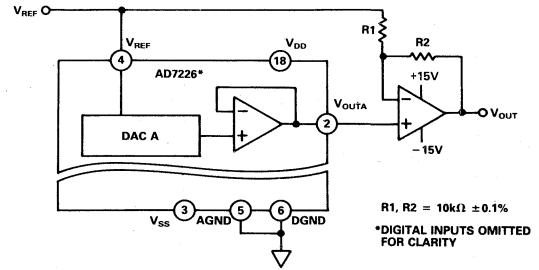 VREF
R1
R2
VREF
4
AD7226*
VDD
18
+15V
VOUTA
2
VOUT
DAC A
−
+
−
+
−15V
VSS
3
AGND
5
6
DGND
R1, R2 = 10kΩ ±0.1%
*DIGITAL INPUTS OMITTED
FOR CLARITY